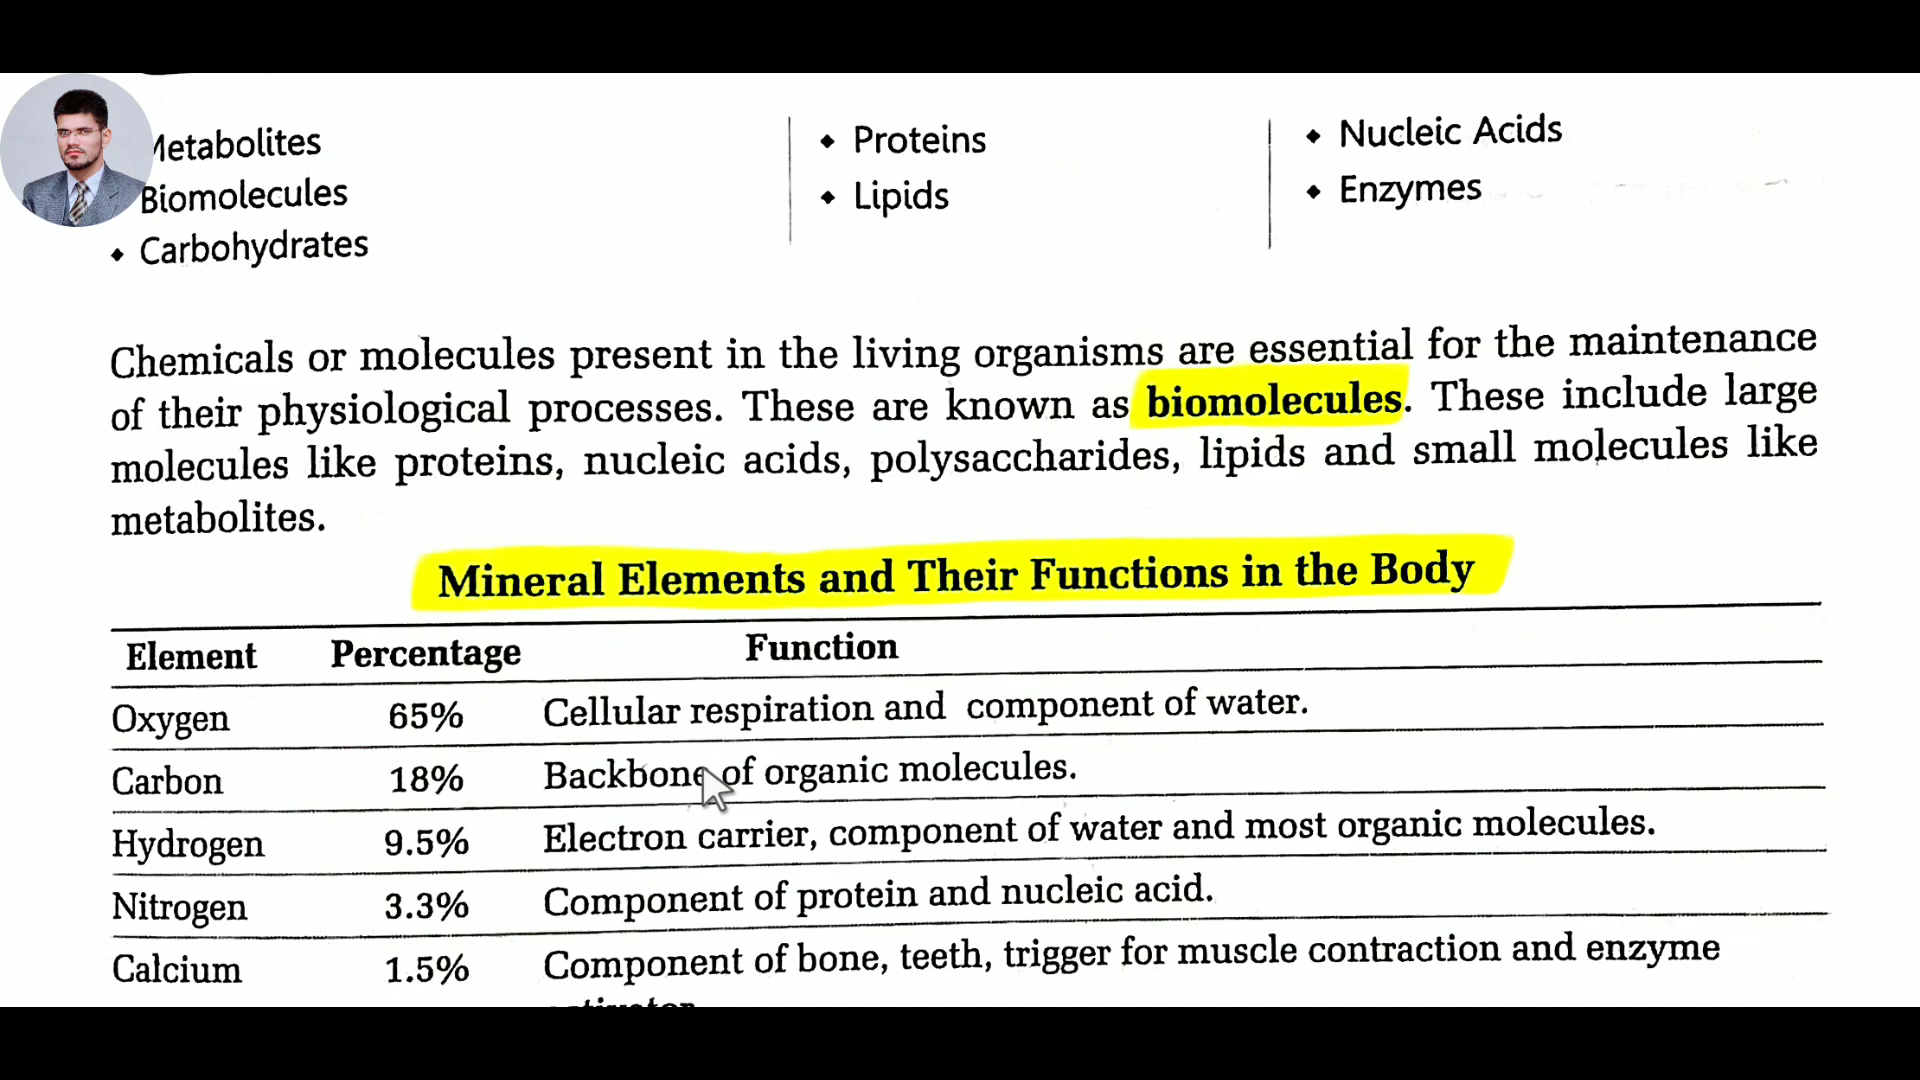 Metabolites
Biomolecules
◆ Carbohydrates
◆ Proteins
◆ Lipids
◆ Nucleic Acids
◆ Enzymes
Chemicals or molecules present in the living organisms are essential for the maintenance
of their physiological processes. These are known as biomolecules. These include large
molecules like proteins, nucleic acids, polysaccharides, lipids and small molecules like
metabolites.
Mineral Elements and Their Functions in the Body
Element Percentage Function
Oxygen 65% Cellular respiration and component of water.
Carbon 18% Backbone of organic molecules.
Hydrogen 9.5% Electron carrier, component of water and most organic molecules.
Nitrogen 3.3% Component of protein and nucleic acid.
Calcium 1.5% Component of bone, teeth, trigger for muscle contraction and enzyme